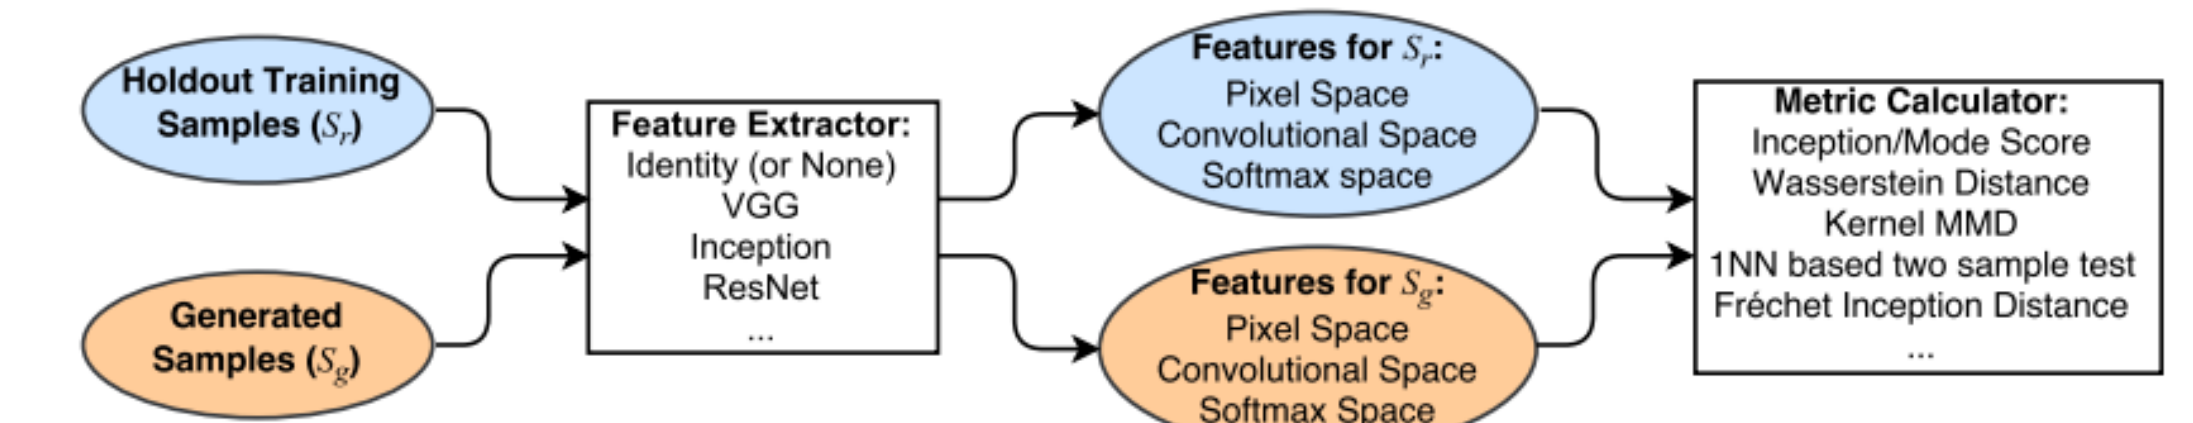 Holdout Training
Samples (Sr)
Generated
Samples (Sg)
Feature Extractor:
Identity (or None)
VGG
Inception
ResNet
...
Features for Sr:
Pixel Space
Convolutional Space
Softmax space
Features for Sg:
Pixel Space
Convolutional Space
Softmax Space
Metric Calculator:
Inception/Mode Score
Wasserstein Distance
Kernel MMD
1NN based two sample test
Fréchet Inception Distance
...